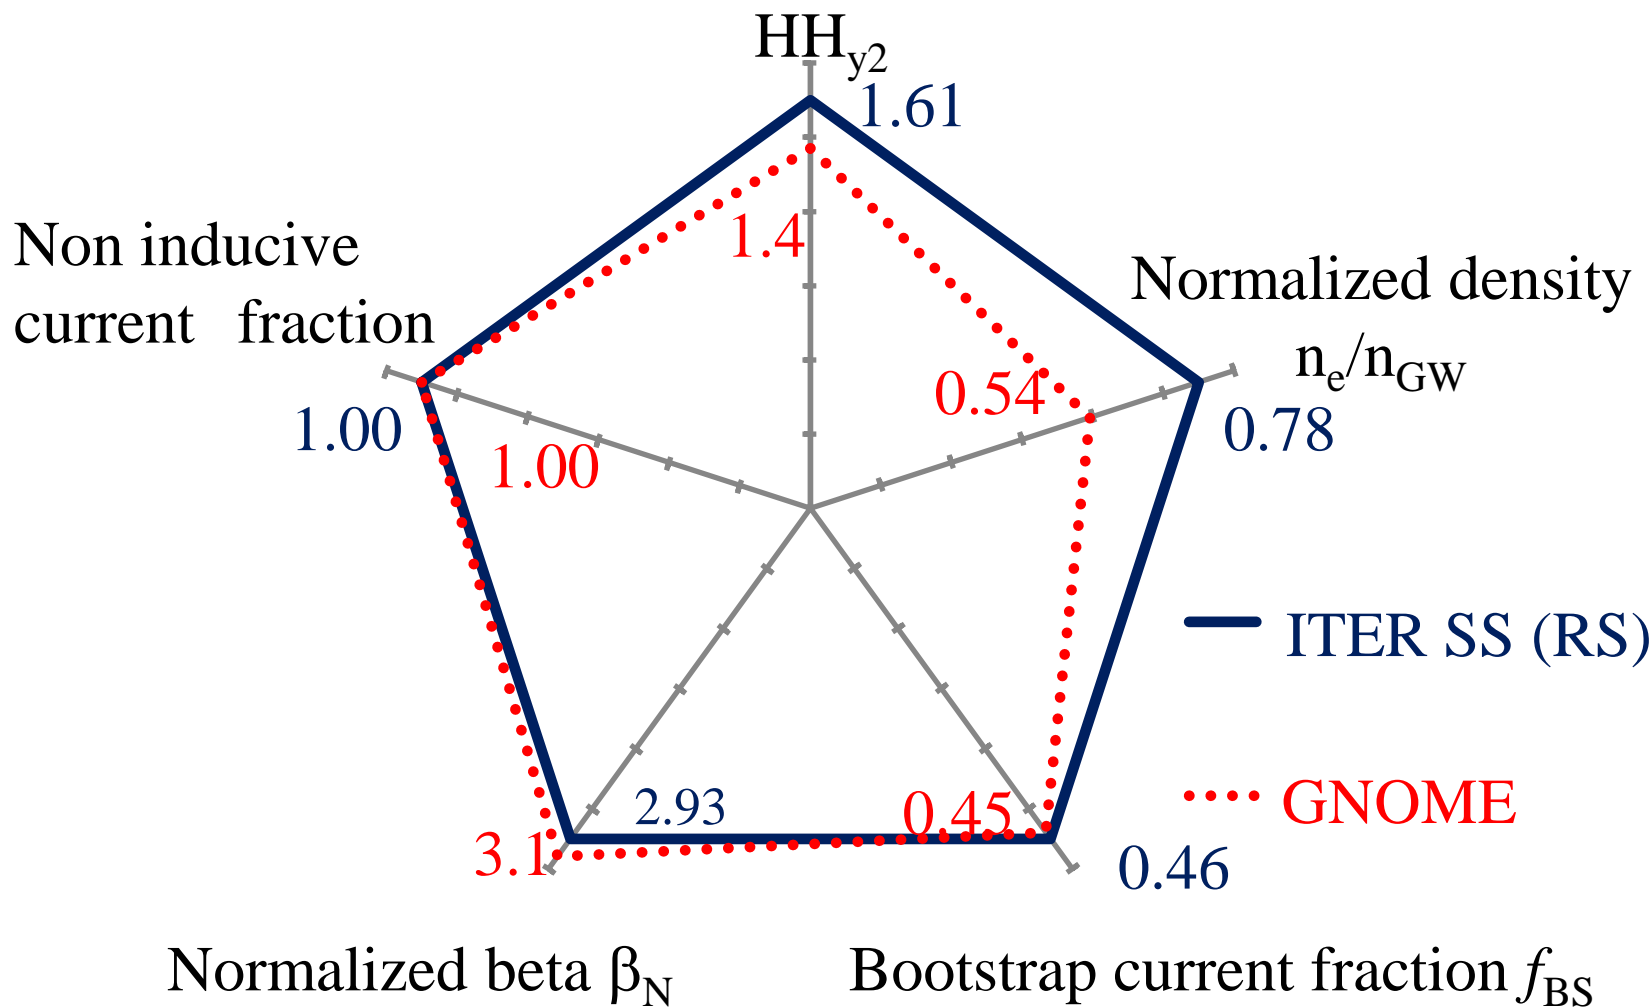 HHy2
1.61
1.4
Non inducive
current fraction
Normalized density
ne/nGW
0.54
0.78
1.00
1.00
ITER SS (RS)
GNOME
2.93
0.45
3.1
0.46
Normalized beta βN
Bootstrap current fraction fBS